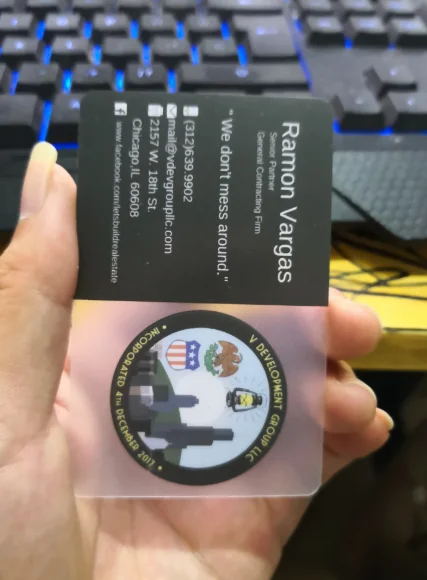 Ramon Vargas
Senior Partner
General Contracting Firm
"We don't mess around."
(312)639 9902
mail@vdevgroupllc.com
2157 W. 18th St.
Chicago,IL 60608
www.facebook.com/letsbuildrealestate
V DEVELOPMENT GROUP LLC
• INCORPORATED 4TH DECEMBER 2017 •